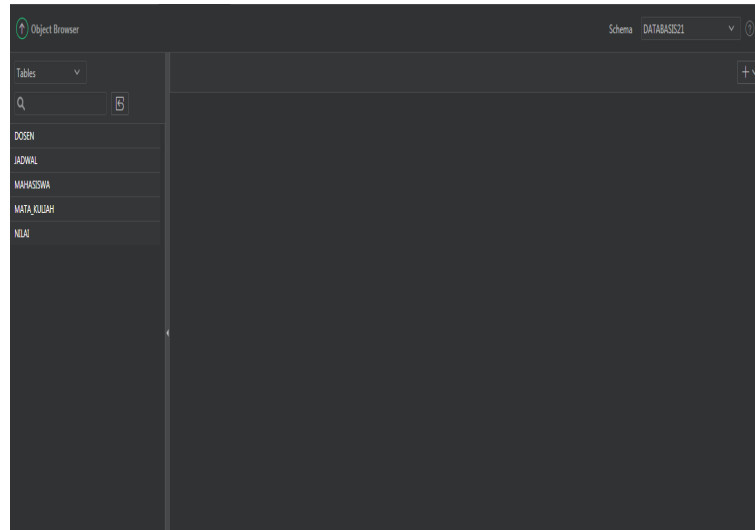 Object Browser
Schema DATABASIS21
Tables
DOSEN
JADWAL
MAHASISWA
MATA_KULIAH
NILAI